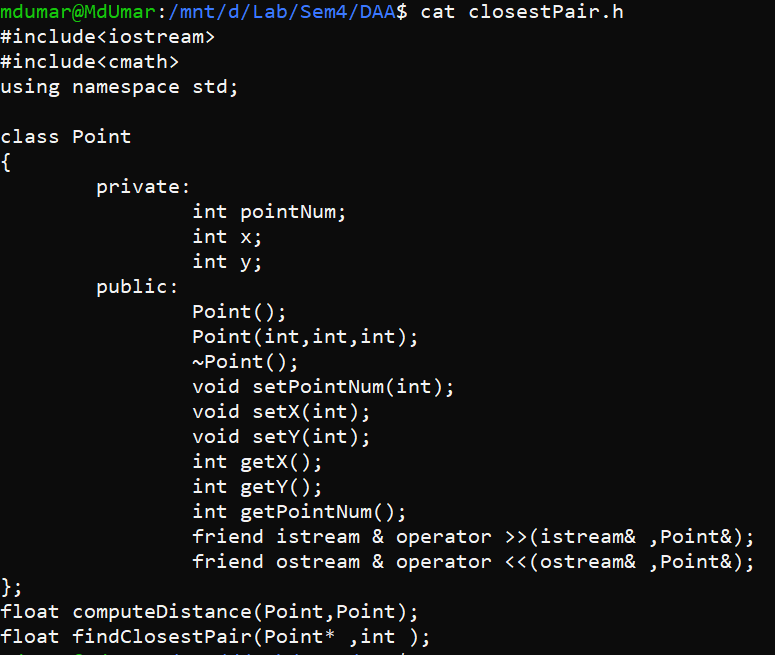 mdumar@MdUmar:/mnt/d/Lab/Sem4/DAA$ cat closestPair.h
#include<iostream>
#include<cmath>
using namespace std;

class Point
{
        private:
                int pointNum;
                int x;
                int y;
        public:
                Point();
                Point(int,int,int);
                ~Point();
                void setPointNum(int);
                void setX(int);
                void setY(int);
                int getX();
                int getY();
                int getPointNum();
                friend istream & operator >>(istream& ,Point&);
                friend ostream & operator <<(ostream& ,Point&);
};
float computeDistance(Point,Point);
float findClosestPair(Point* ,int );